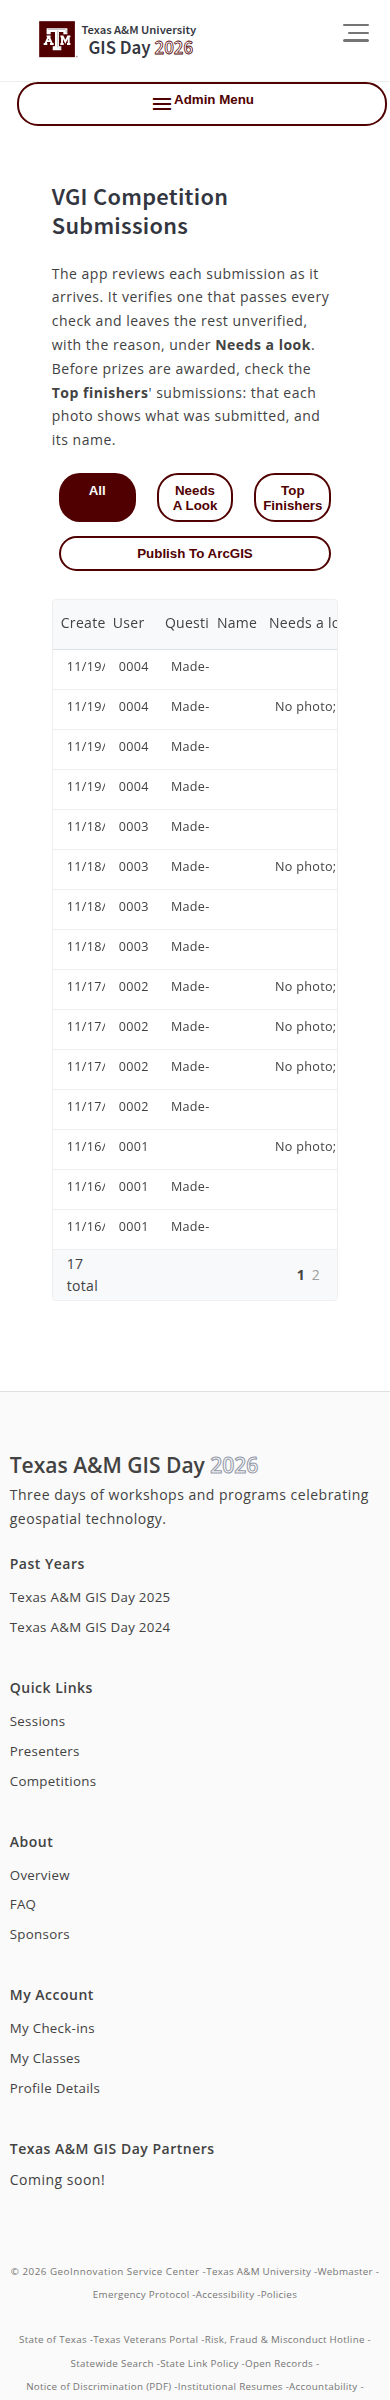 Texas A&M University
GIS Day 2026
Admin Menu
VGI Competition
Submissions
The app reviews each submission as it
arrives. It verifies one that passes every
check and leaves the rest unverified,
with the reason, under Needs a look.
Before prizes are awarded, check the
Top finishers' submissions: that each
photo shows what was submitted, and
its name.
All
Needs
A Look
Top
Finishers
Publish To ArcGIS
Create User Questi Name Needs a lo
11/19/ 0004 Made-
11/19/ 0004 Made- No photo;
11/19/ 0004 Made-
11/19/ 0004 Made-
11/18/ 0003 Made-
11/18/ 0003 Made- No photo;
11/18/ 0003 Made-
11/18/ 0003 Made-
11/17/ 0002 Made- No photo;
11/17/ 0002 Made- No photo;
11/17/ 0002 Made- No photo;
11/17/ 0002 Made-
11/16/ 0001 No photo;
11/16/ 0001 Made-
11/16/ 0001 Made-
17
total
1 2
Texas A&M GIS Day 2026
Three days of workshops and programs celebrating
geospatial technology.
Past Years
Texas A&M GIS Day 2025
Texas A&M GIS Day 2024
Quick Links
Sessions
Presenters
Competitions
About
Overview
FAQ
Sponsors
My Account
My Check-ins
My Classes
Profile Details
Texas A&M GIS Day Partners
Coming soon!
© 2026 GeoInnovation Service Center -Texas A&M University -Webmaster -
Emergency Protocol -Accessibility -Policies
State of Texas -Texas Veterans Portal -Risk, Fraud & Misconduct Hotline -
Statewide Search -State Link Policy -Open Records -
Notice of Discrimination (PDF) -Institutional Resumes -Accountability -